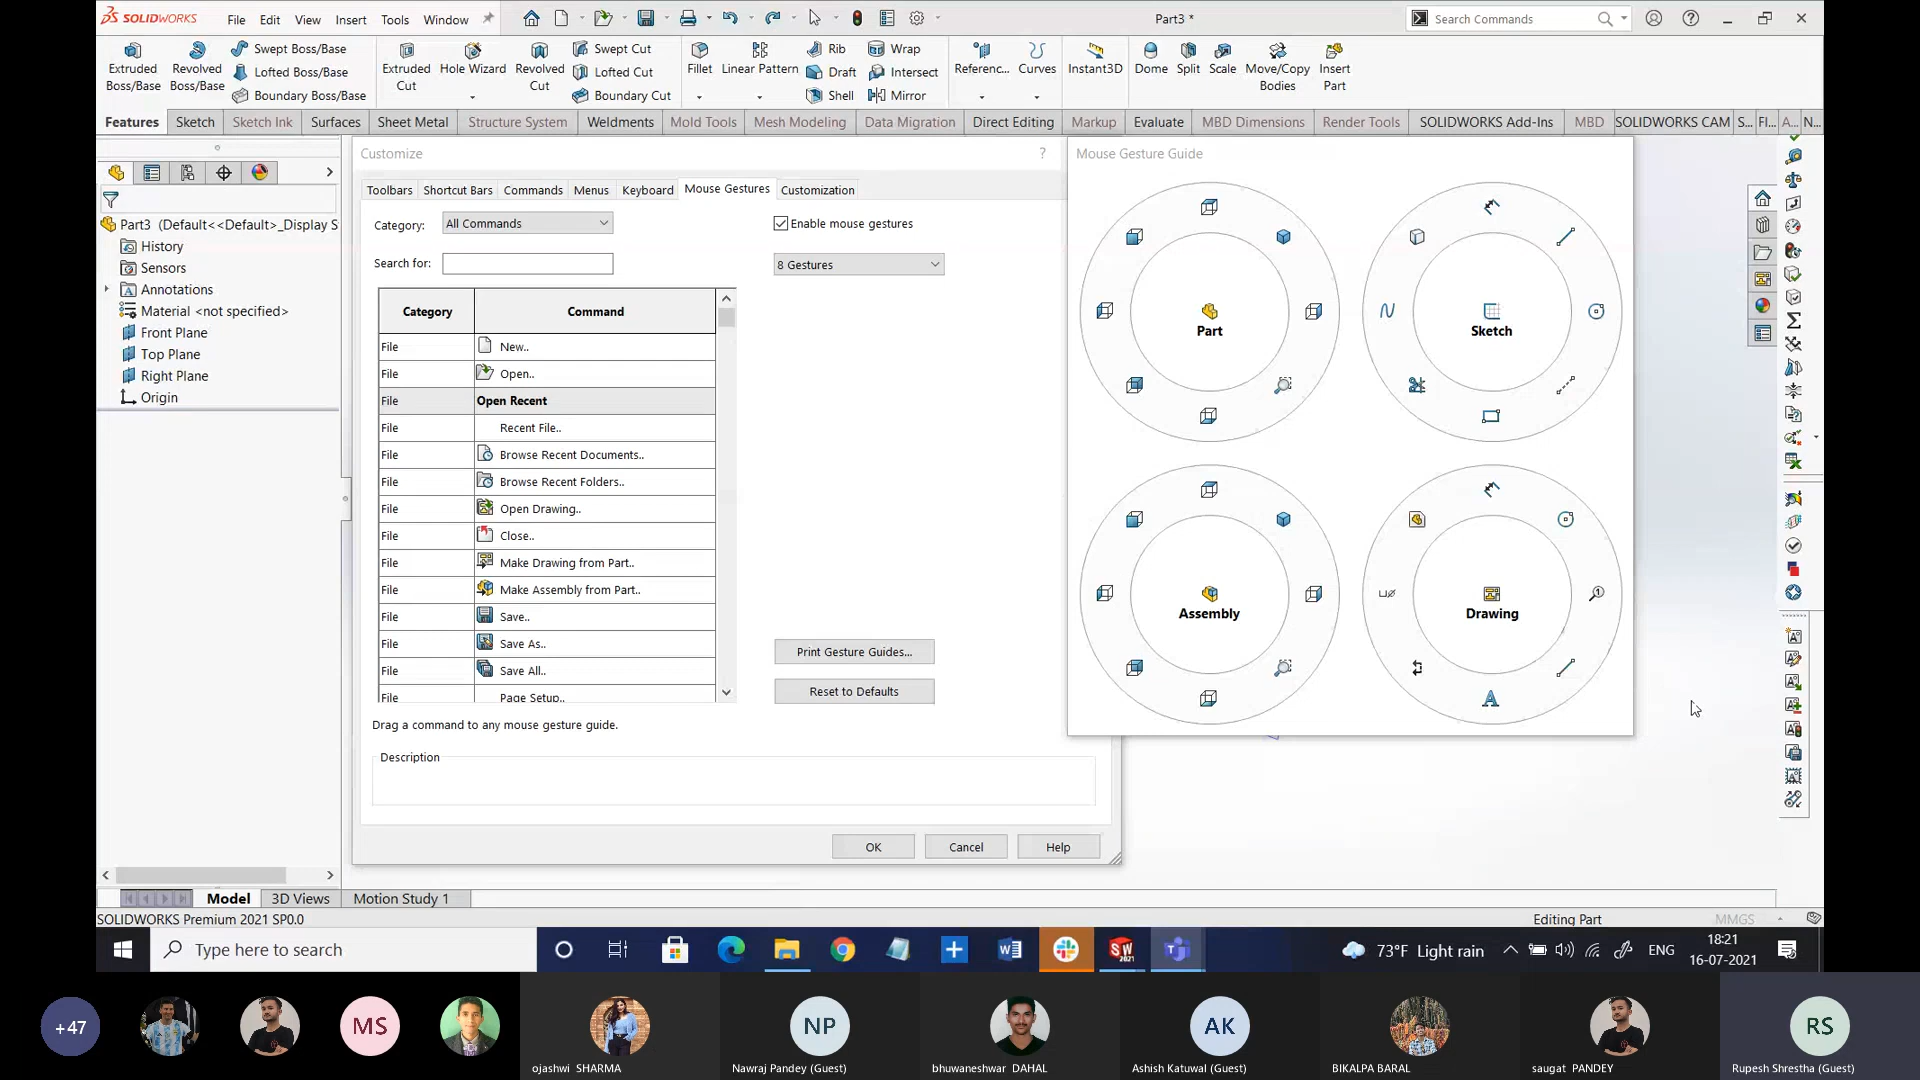 SOLIDWORKS File Edit View Insert Tools Window Part3 * Search Commands
Extruded Boss/Base
Revolved Boss/Base
Swept Boss/Base
Lofted Boss/Base
Boundary Boss/Base
Extruded Cut
Hole Wizard
Revolved Cut
Swept Cut
Lofted Cut
Boundary Cut
Fillet
Linear Pattern
Rib
Draft
Shell
Wrap
Intersect
Mirror
Referenc...
Curves
Instant3D
Dome
Split
Scale
Move/Copy Bodies
Insert Part
Features Sketch Sketch Ink Surfaces Sheet Metal Structure System Weldments Mold Tools Mesh Modeling Data Migration Direct Editing Markup Evaluate MBD Dimensions Render Tools SOLIDWORKS Add-Ins MBD SOLIDWORKS CAM S... Fl... A... N...
Part3 (Default<<Default>_Display S
History
Sensors
Annotations
Material <not specified>
Front Plane
Top Plane
Right Plane
Origin
Customize ?
Toolbars Shortcut Bars Commands Menus Keyboard Mouse Gestures Customization
Category: All Commands Enable mouse gestures
Search for: 8 Gestures
Category Command
File New..
File Open..
File Open Recent
File Recent File..
File Browse Recent Documents..
File Browse Recent Folders..
File Open Drawing..
File Close..
File Make Drawing from Part..
File Make Assembly from Part..
File Save..
File Save As..
File Save All..
File Page Setup..
Print Gesture Guides...
Reset to Defaults
Drag a command to any mouse gesture guide.
Description
OK Cancel Help
Mouse Gesture Guide
Part
Sketch
Assembly
Drawing
Model 3D Views Motion Study 1
SOLIDWORKS Premium 2021 SP0.0 Editing Part MMGS
Type here to search
73°F Light rain ENG
18:21
16-07-2021
+47
MS
ojashwi SHARMA
NP
Nawraj Pandey (Guest)
bhuwaneshwar DAHAL
AK
Ashish Katuwal (Guest)
BIKALPA BARAL
saugat PANDEY
RS
Rupesh Shrestha (Guest)